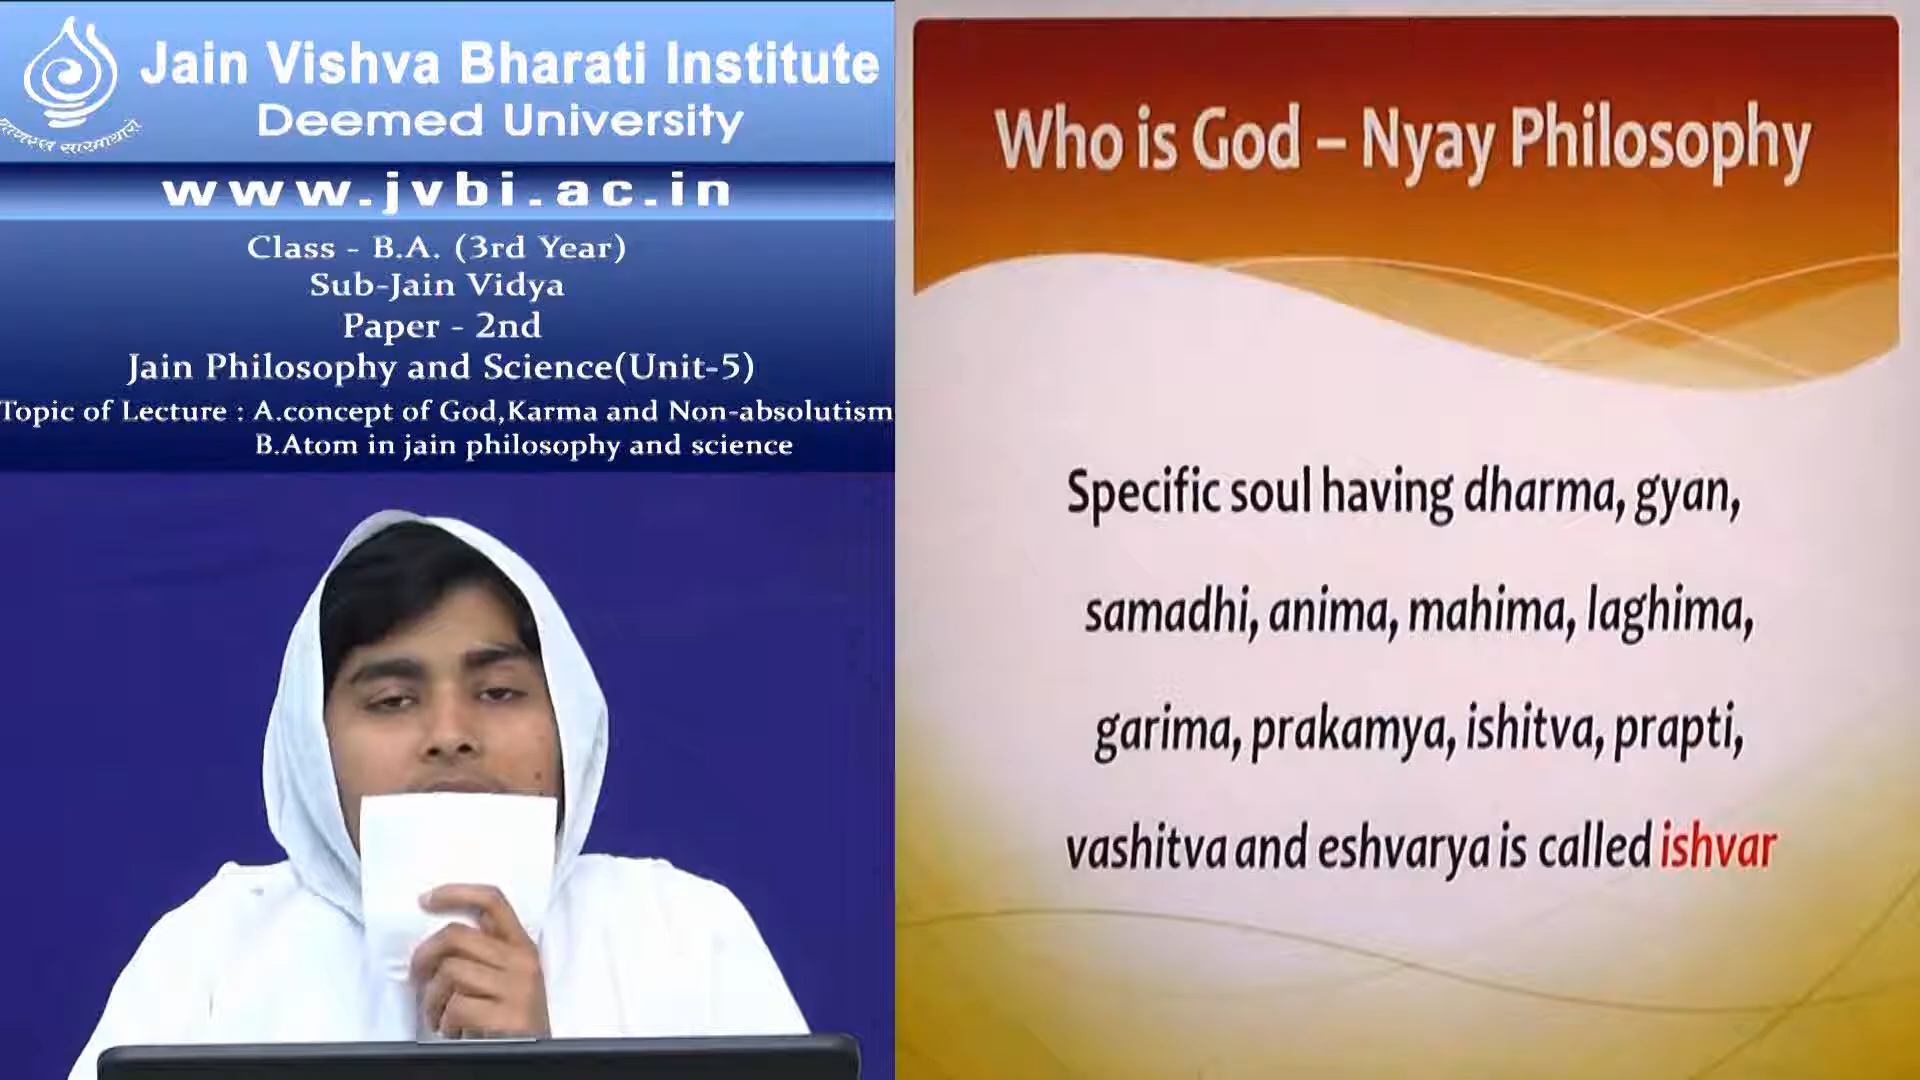 Jain Vishva Bharati Institute
Deemed University
www.jvbi.ac.in
Class - B.A. (3rd Year)
Sub-Jain Vidya
Paper - 2nd
Jain Philosophy and Science(Unit-5)
Topic of Lecture : A.concept of God,Karma and Non-absolutism
B.Atom in jain philosophy and science
Who is God – Nyay Philosophy
Specific soul having dharma, gyan,
samadhi, anima, mahima, laghima,
garima, prakamya, ishitva, prapti,
vashitva and eshvarya is called ishvar